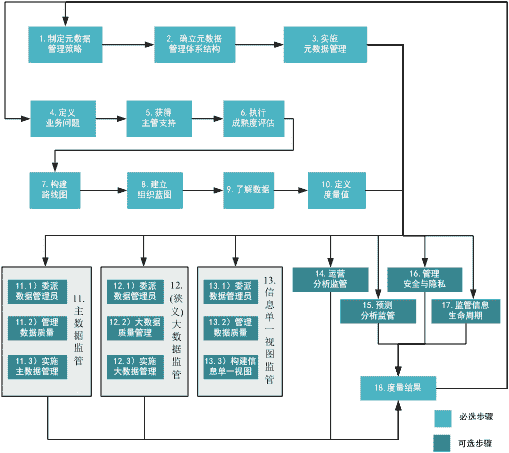 1. 制定元数据
管理策略
2. 确立元数据
管理体系结构
3. 实施
元数据管理
4. 定义
业务问题
5. 获得
主管支持
6. 执行
成熟度评估
7. 构建
路线图
8. 建立
组织蓝图
9. 了解数据
10. 定义
度量值
11.1）委派
数据管理员
11.2）管理
数据质量
11.3）实施
主数据管理
11.主数据监管
12.1）委派
数据管理员
12.2）大数据
质量管理
12.3）实施
大数据管理
12.(狭义)大数据监管
13.1）委派
数据管理员
13.2）管理
数据质量
13.3）构建信
息单一视图
13.信息单一视图监管
14. 运营
分析监管
15. 预测
分析监管
16. 管理
安全与隐私
17. 监管信息
生命周期
18. 度量结果
必选步骤
可选步骤